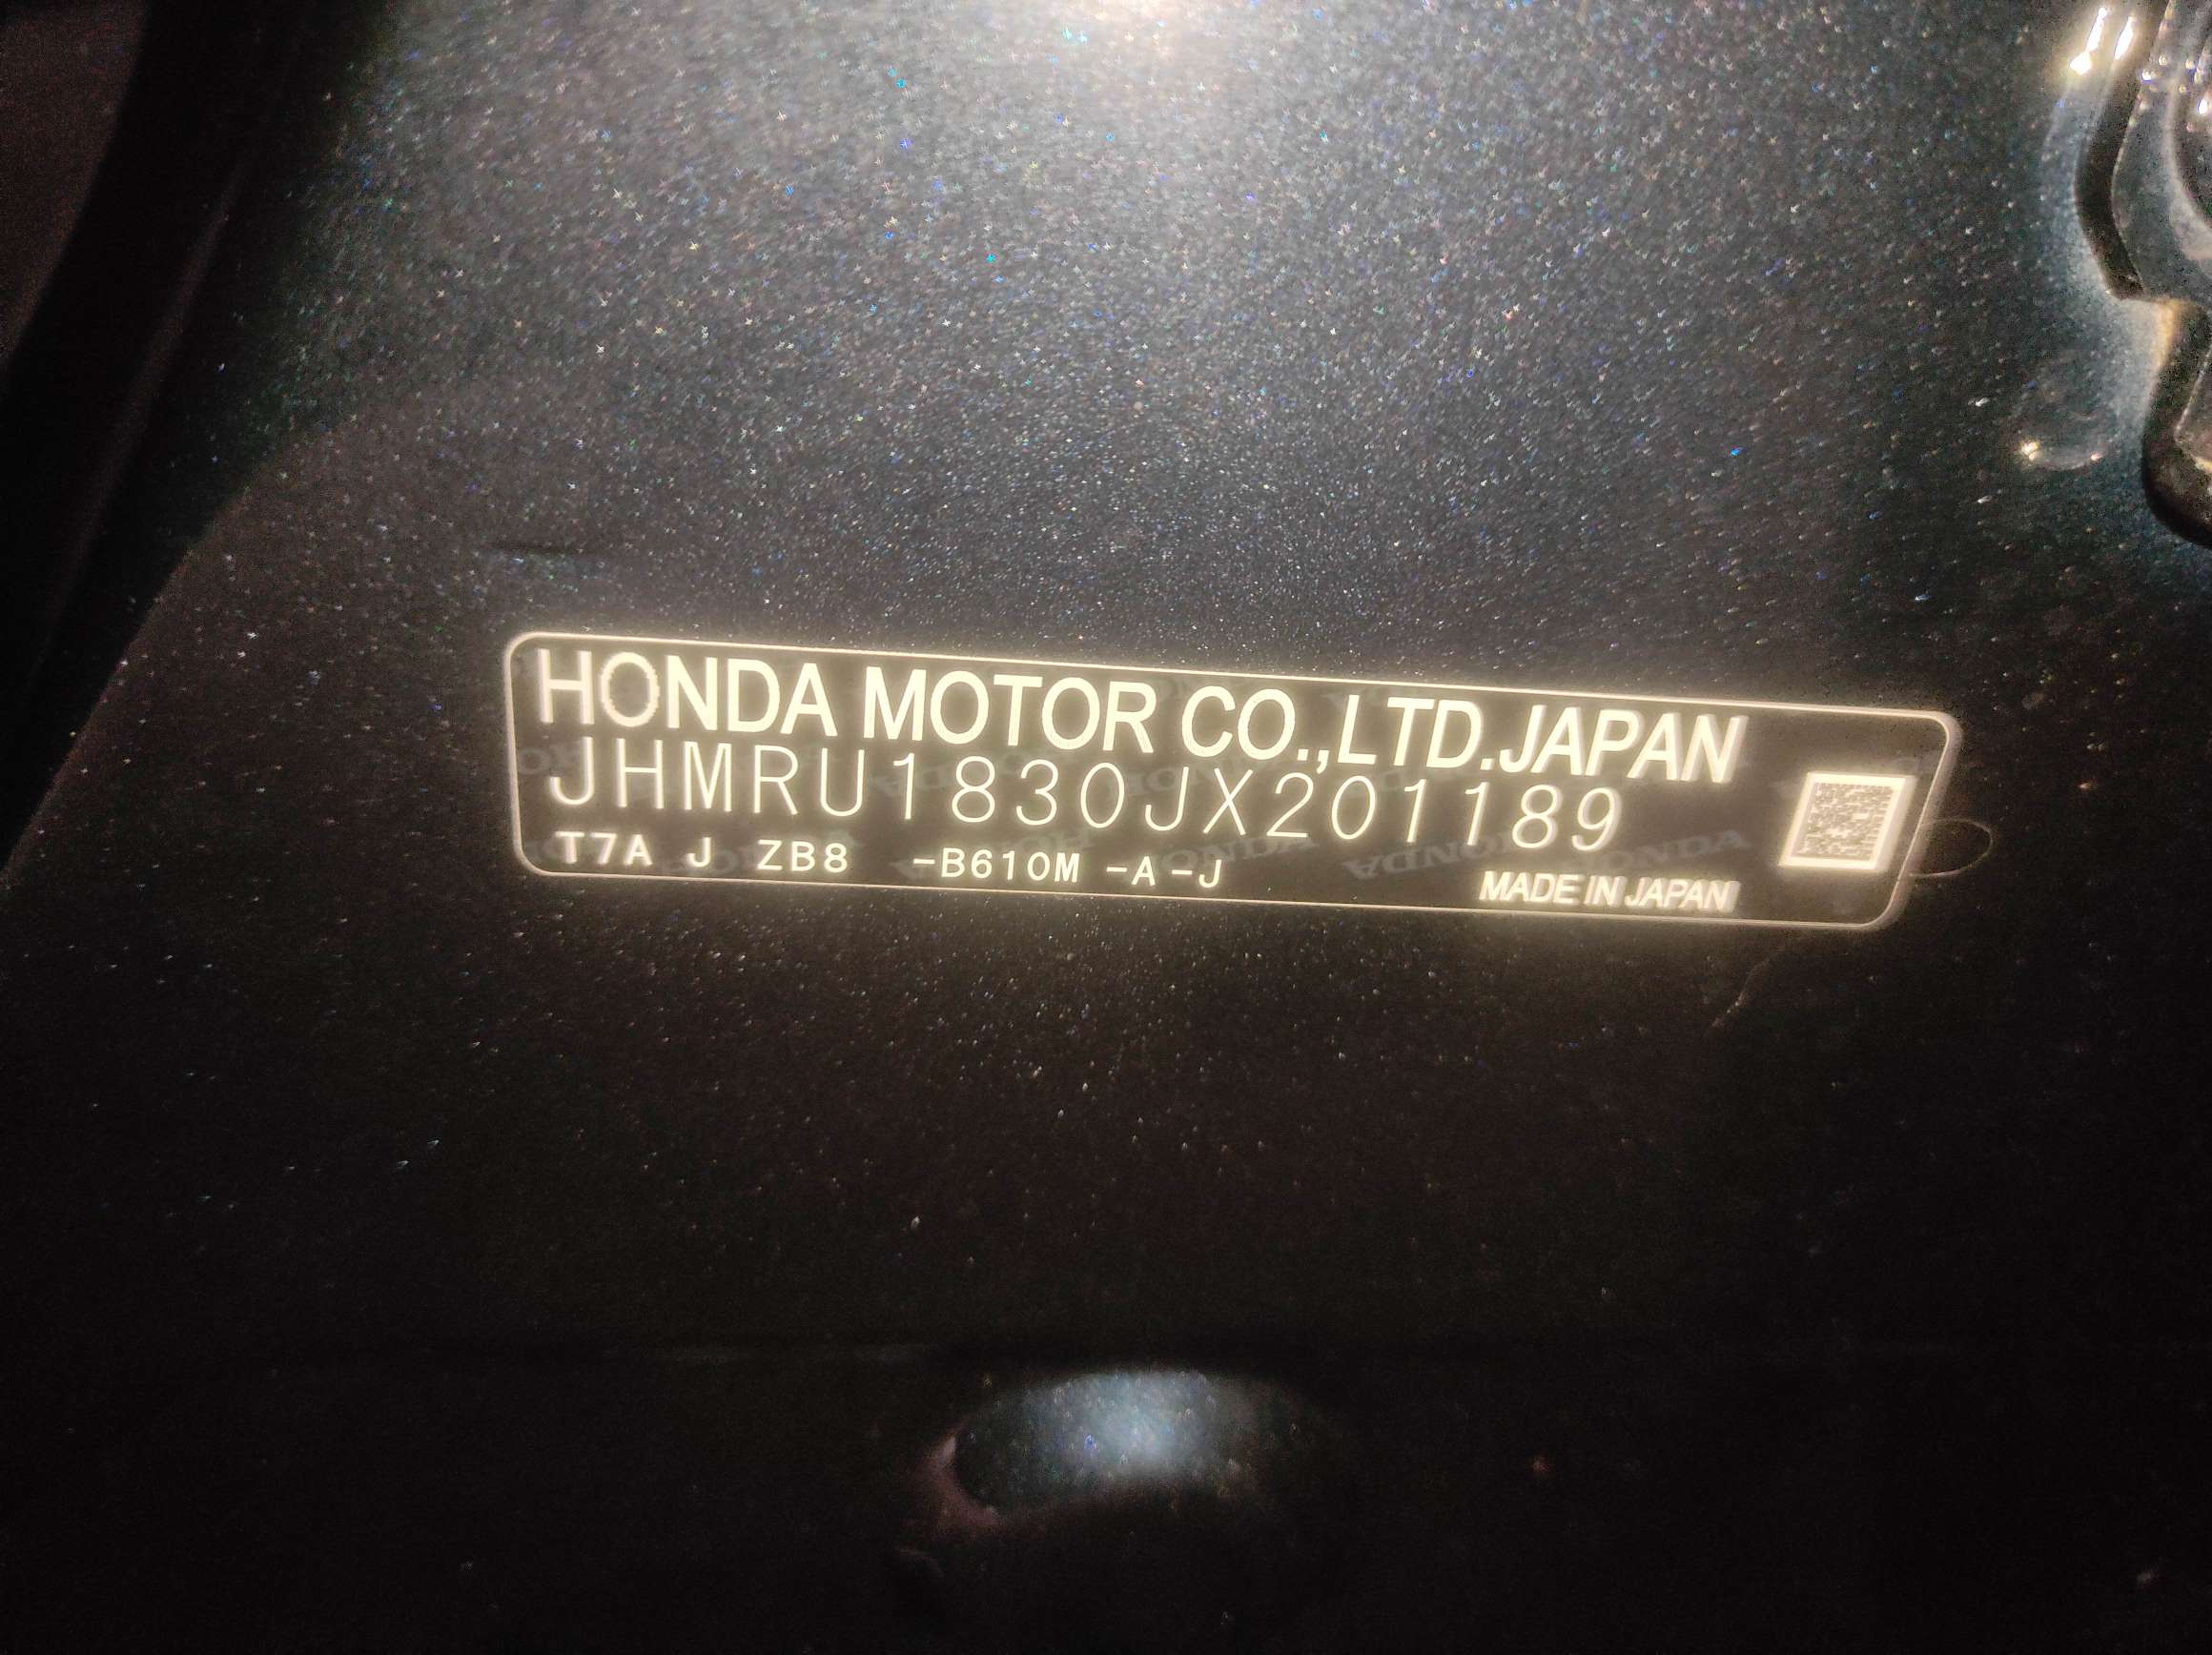 HONDA MOTOR CO.,LTD.JAPAN
JHMRU1830JX201189
T7A J ZB8 -B610M -A-J
MADE IN JAPAN